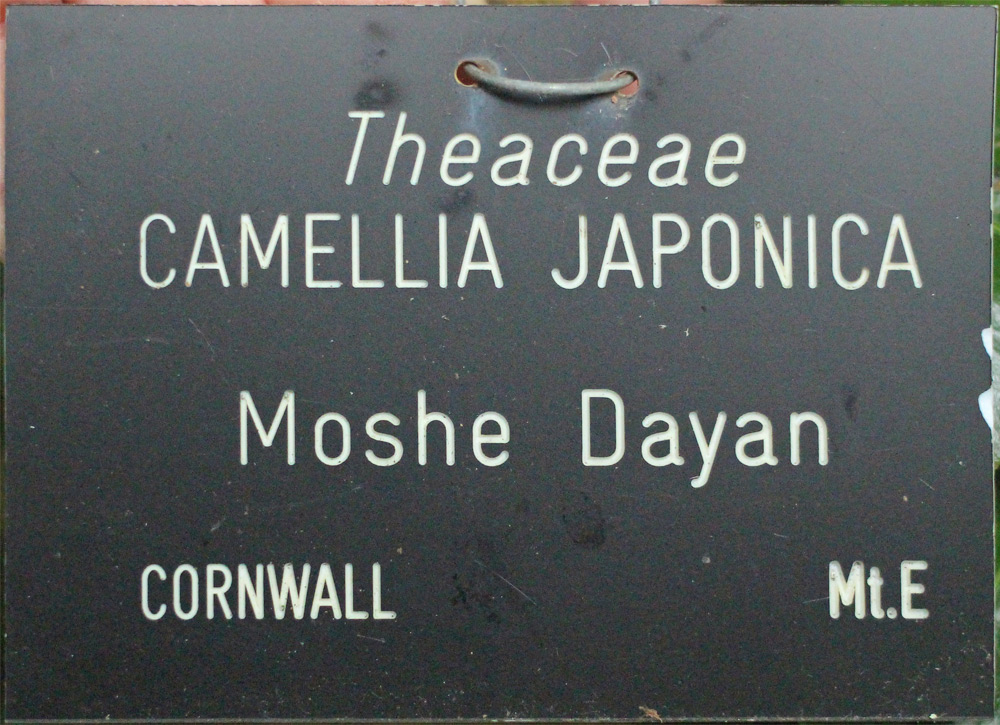 Theaceae
CAMELLIA JAPONICA
Moshe Dayan
CORNWALL Mt.E